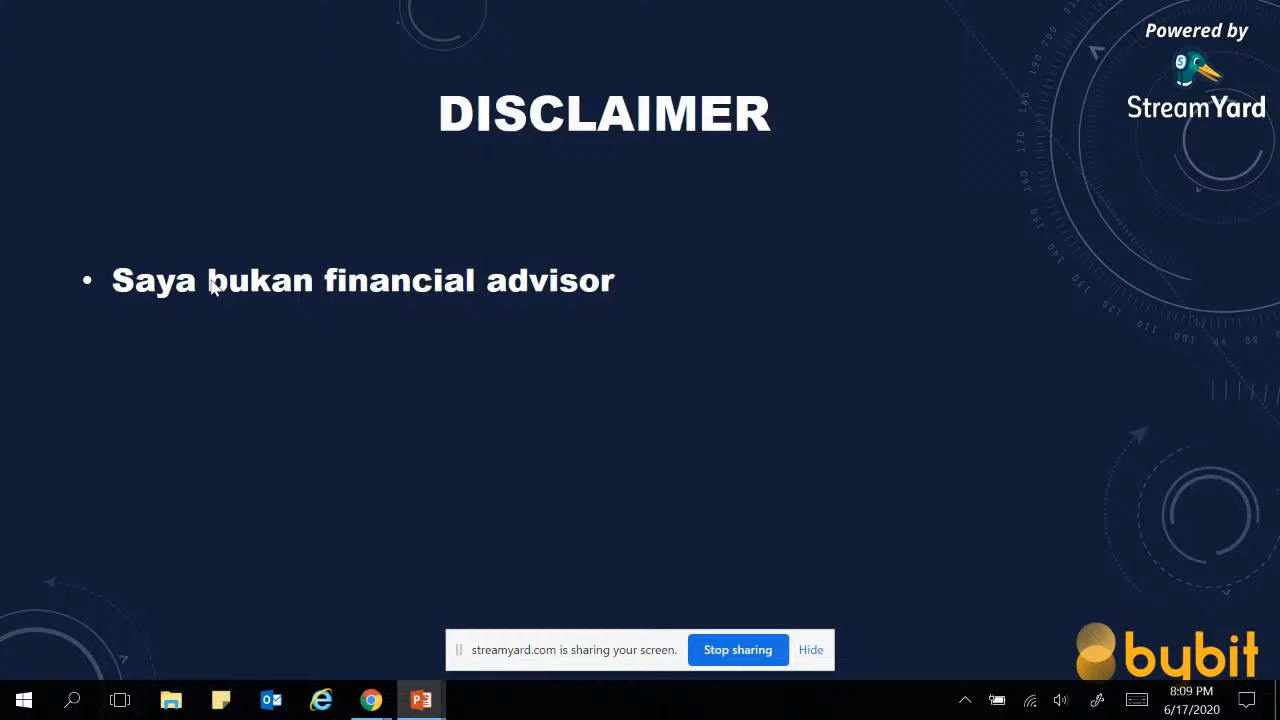 Powered by
StreamYard
DISCLAIMER
• Saya bukan financial advisor
streamyard.com is sharing your screen.
Stop sharing
Hide
bybit
8:09 PM
6/17/2020